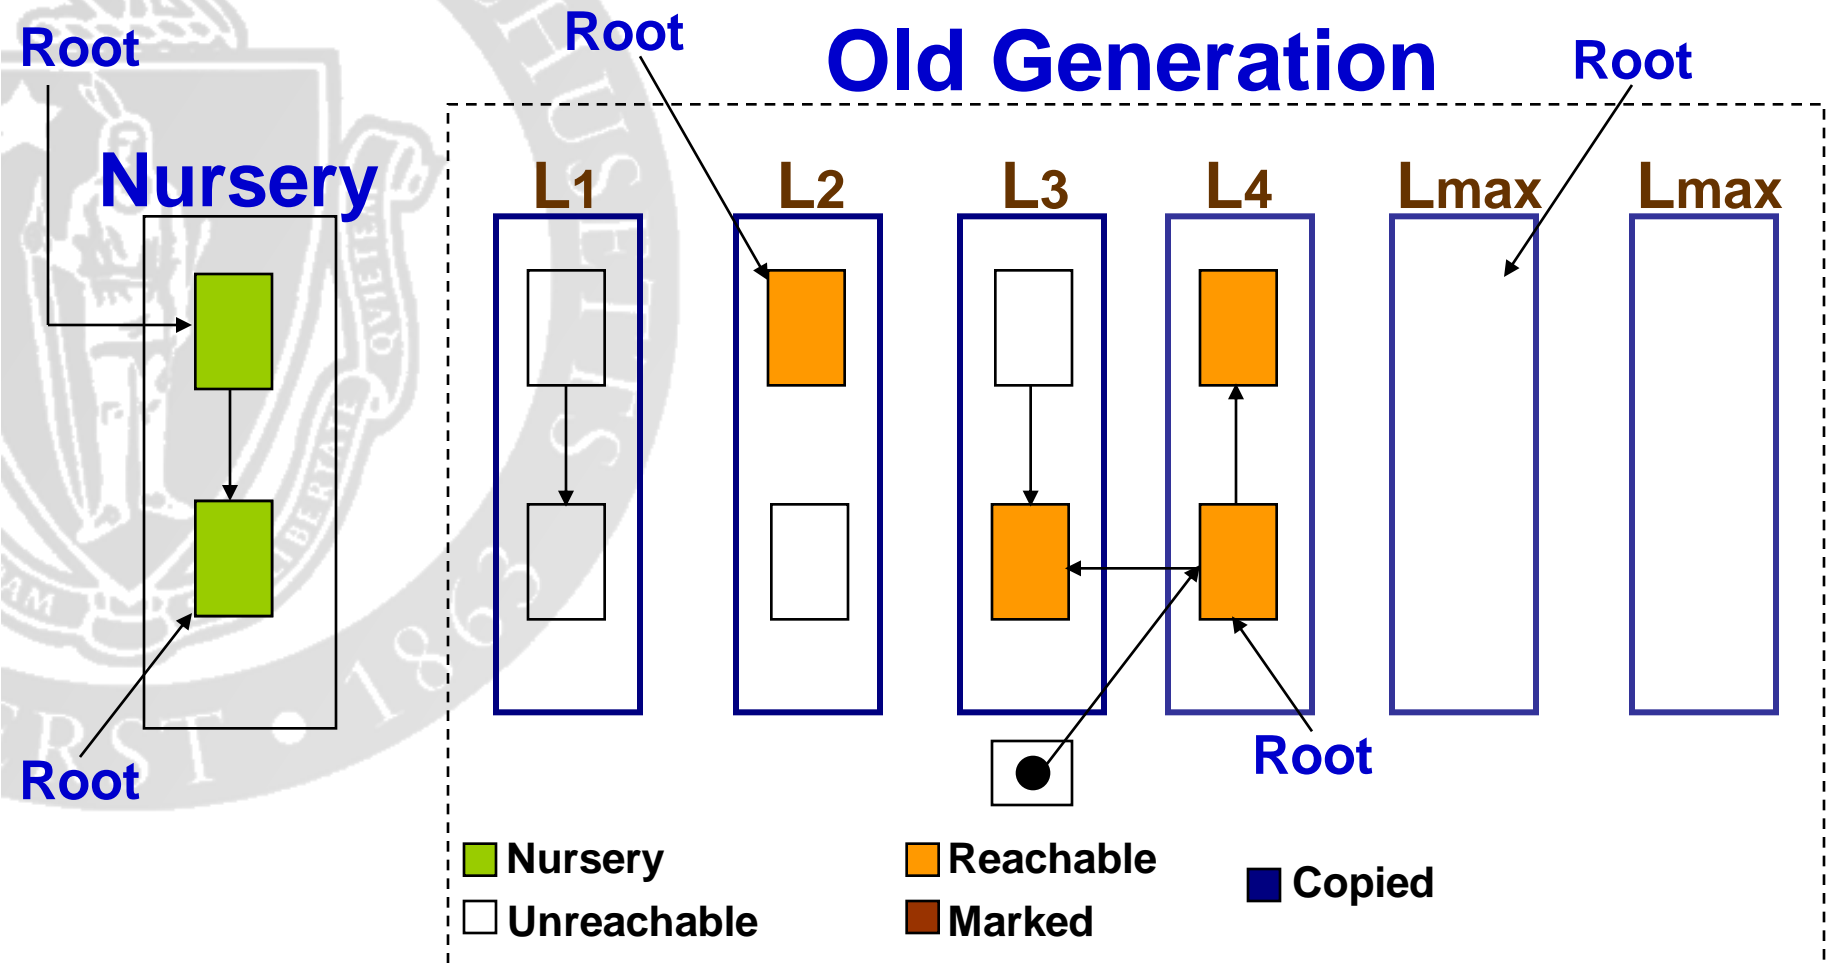 Root
Root
Old Generation
Root
Nursery
L1
L2
L3
L4
Lmax
Lmax
Root
Root
Nursery
Reachable
Copied
Unreachable
Marked
1863